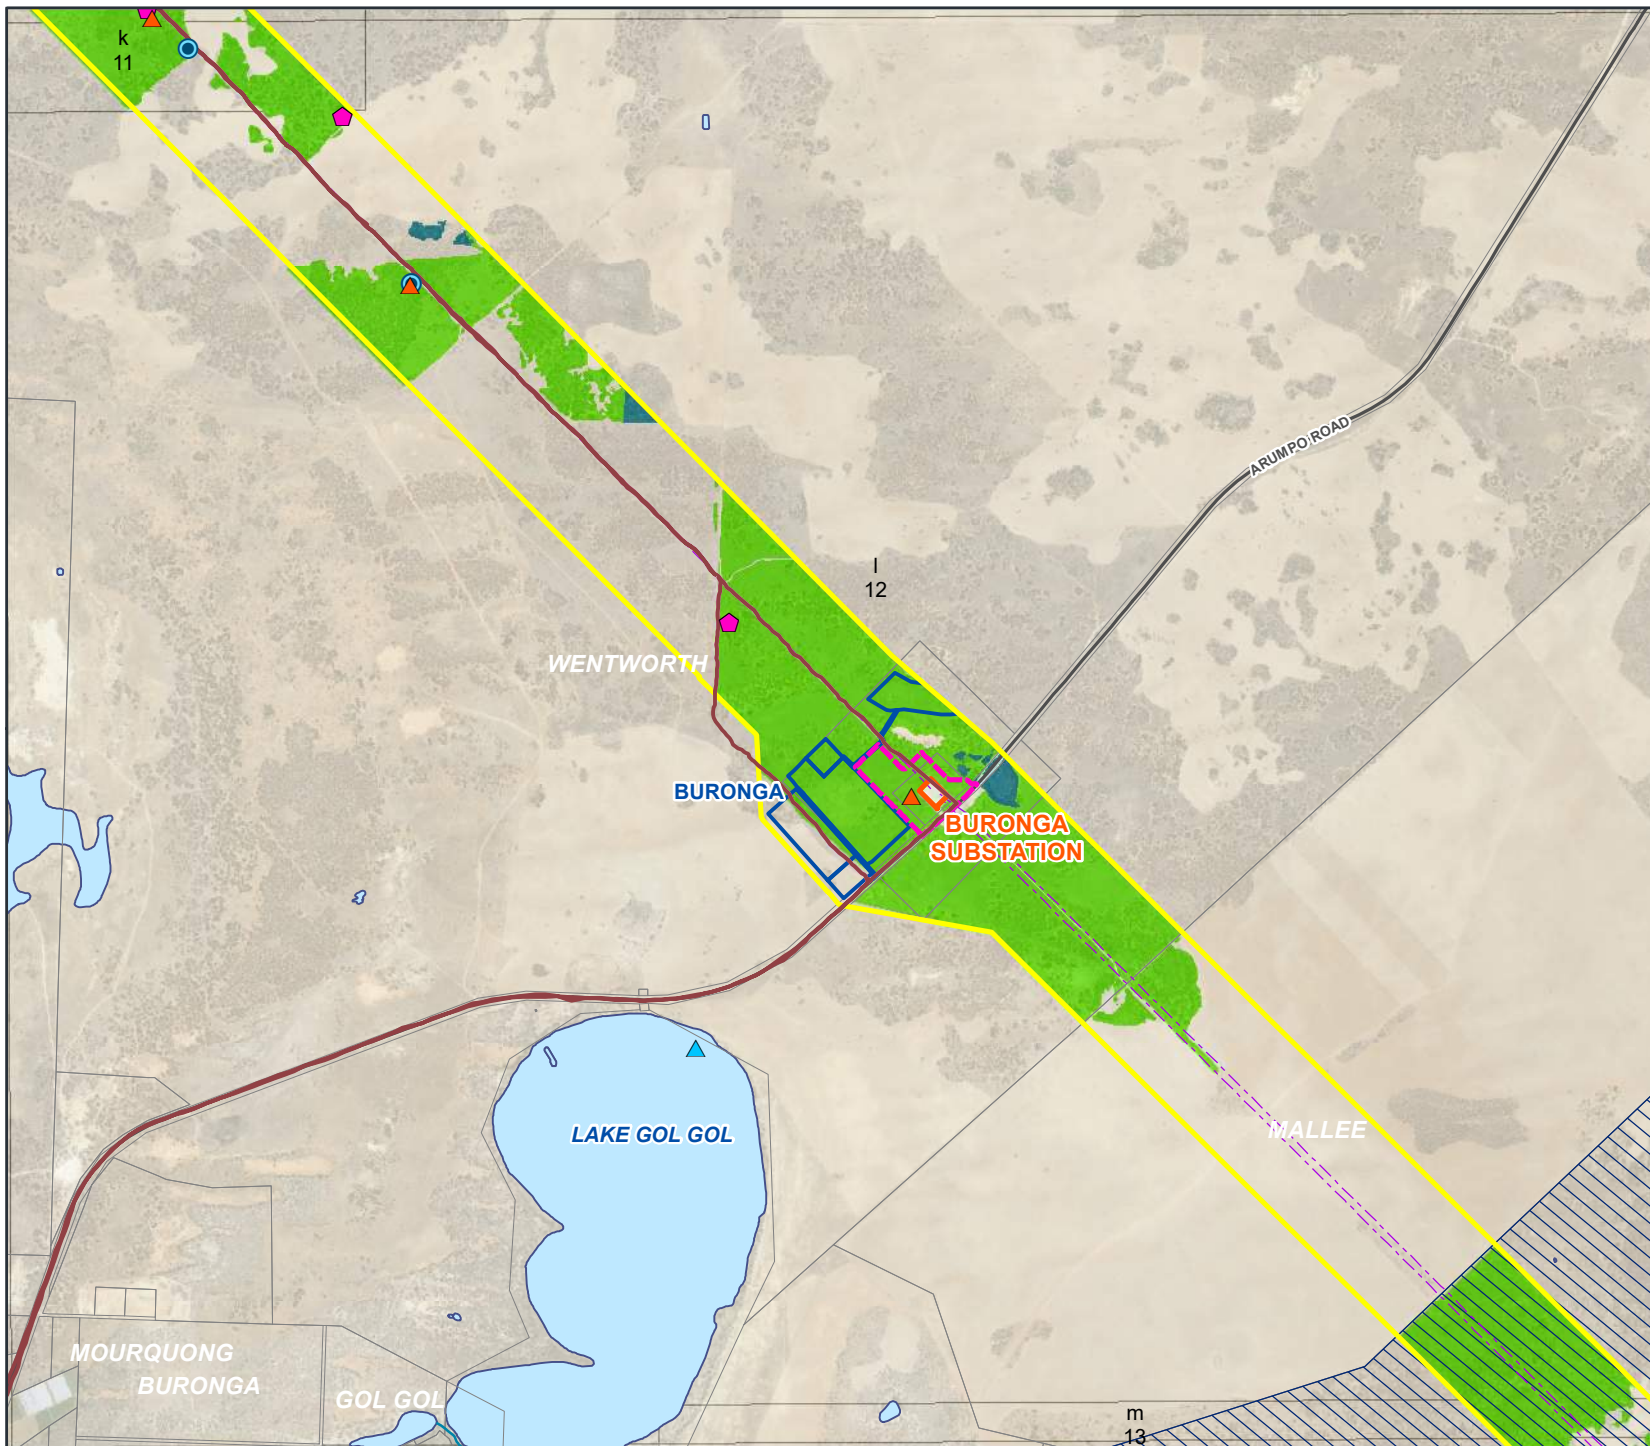 k
11
ARUMPO ROAD
l
12
WENTWORTH
BURONGA
BURONGA
SUBSTATION
LAKE GOL GOL
MALLEE
MOURQUONG
BURONGA
GOL GOL
m
13